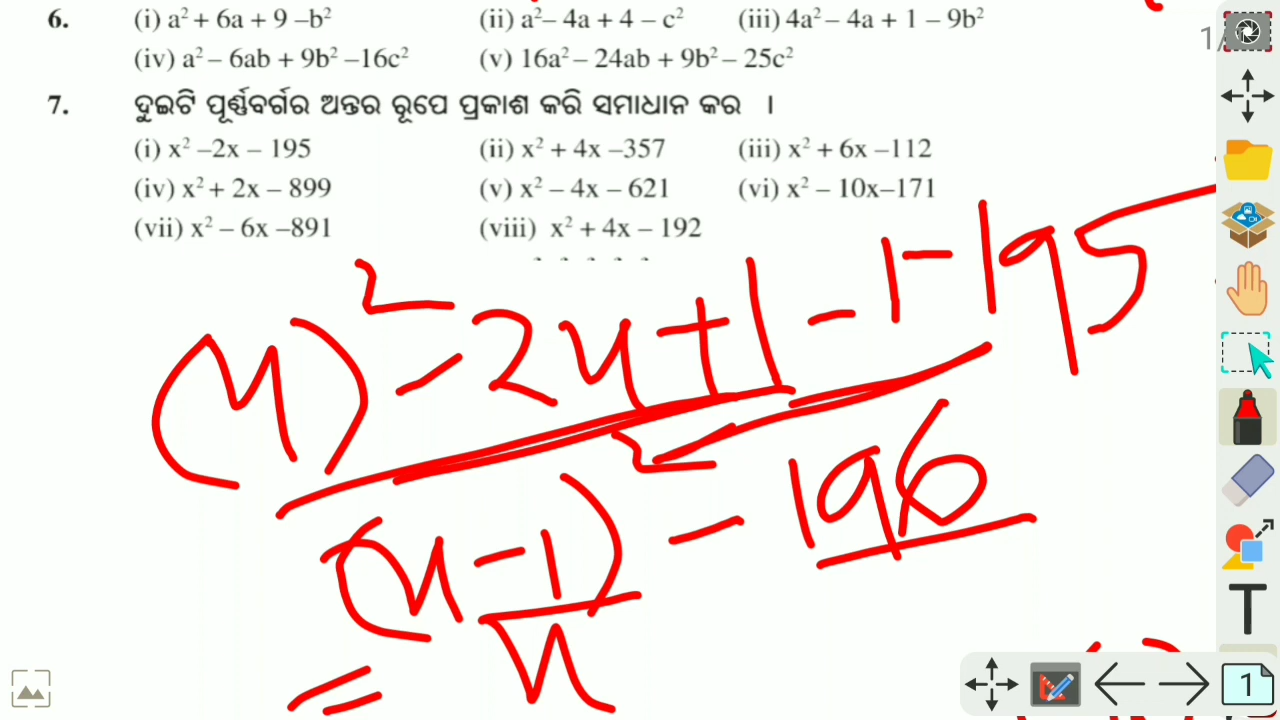 6. (i) a² + 6a + 9 –b² (ii) a²– 4a + 4 – c² (iii) 4a² – 4a + 1 – 9b²
(iv) a² – 6ab + 9b² –16c² (v) 16a² – 24ab + 9b² – 25c²
7. ଦୁଇଟି ପୂର୍ଣ୍ଣବର୍ଗର ଅନ୍ତର ରୂପେ ପ୍ରକାଶ କରି ସମାଧାନ କର ।
(i) x² –2x – 195 (ii) x² + 4x –357 (iii) x² + 6x –112
(iv) x² + 2x – 899 (v) x² – 4x – 621 (vi) x² – 10x–171
(vii) x² – 6x –891 (viii) x² + 4x – 192
(x)² – 2x + 1 – 1 – 195
(x – 1)² – 196
= x
T
1